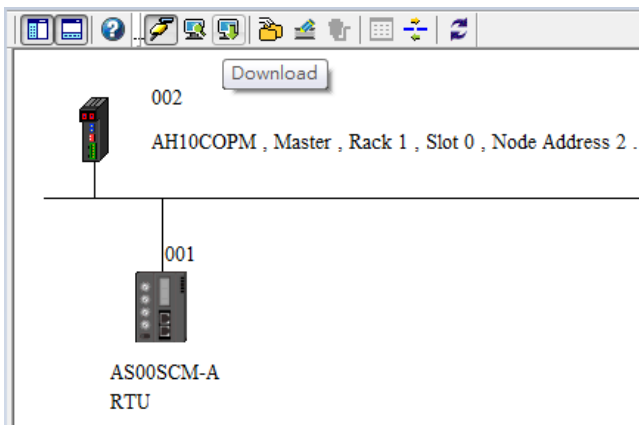 Download
002
AH10COPM , Master , Rack 1 , Slot 0 , Node Address 2 .
001
AS00SCM-A
RTU